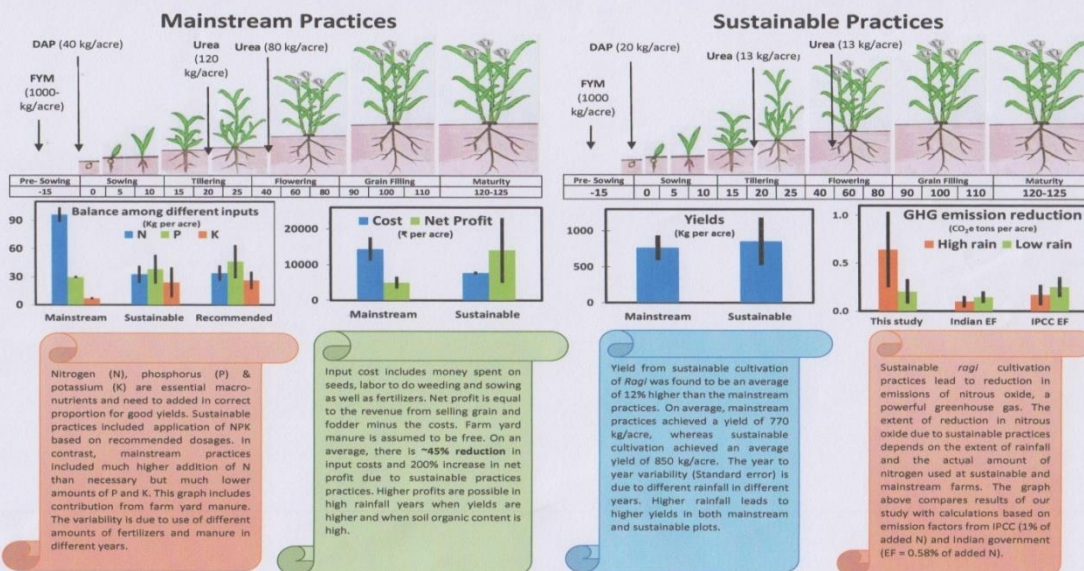 Mainstream Practices
DAP (40 kg/acre)
Urea
(120
kg/acre)
Urea (80 kg/acre)
FYM
(1000-
kg/acre)
Pre- Sowing Sowing Tillering Flowering Grain Filling Maturity
-15 0 5 10 15 20 25 40 60 80 90 100 110 120-125
Sustainable Practices
DAP (20 kg/acre)
Urea (13 kg/acre)
Urea (13 kg/acre)
FYM
(1000
kg/acre)
Pre- Sowing Sowing Tillering Flowering Grain Filling Maturity
-15 0 5 10 15 20 25 40 60 80 90 100 110 120-125
Balance among different inputs
(Kg per acre)
N P K
90
60
30
0
Mainstream Sustainable Recommended
Cost Net Profit
(₹ per acre)
20000
10000
0
Mainstream Sustainable
Yields
(Kg per acre)
1000
500
0
Mainstream Sustainable
GHG emission reduction
(CO₂e tons per acre)
High rain Low rain
1.0
0.5
0.0
This study Indian EF IPCC EF
Nitrogen (N), phosphorus (P) &
potassium (K) are essential macro-
nutrients and need to added in correct
proportion for good yields. Sustainable
practices included application of NPK
based on recommended dosages. In
contrast, mainstream practices
included much higher addition of N
than necessary but much lower
amounts of P and K. This graph includes
contribution from farm yard manure.
The variability is due to use of different
amounts of fertilizers and manure in
different years.
Input cost includes money spent on
seeds, labor to do weeding and sowing
as well as fertilizers. Net profit is equal
to the revenue from selling grain and
fodder minus the costs. Farm yard
manure is assumed to be free. On an
average, there is ~45% reduction in
input costs and 200% increase in net
profit due to sustainable practices
practices. Higher profits are possible in
high rainfall years when yields are
higher and when soil organic content is
high.
Yield from sustainable cultivation
of Ragi was found to be an average
of 12% higher than the mainstream
practices. On average, mainstream
practices achieved a yield of 770
kg/acre, whereas sustainable
cultivation achieved an average
yield of 850 kg/acre. The year to
year variability (Standard error) is
due to different rainfall in different
years. Higher rainfall leads to
higher yields in both mainstream
and sustainable plots.
Sustainable ragi cultivation
practices lead to reduction in
emissions of nitrous oxide, a
powerful greenhouse gas. The
extent of reduction in nitrous
oxide due to sustainable practices
depends on the extent of rainfall
and the actual amount of
nitrogen used at sustainable and
mainstream farms. The graph
above compares results of our
study with calculations based on
emission factors from IPCC (1% of
added N) and Indian government
(EF = 0.58% of added N).